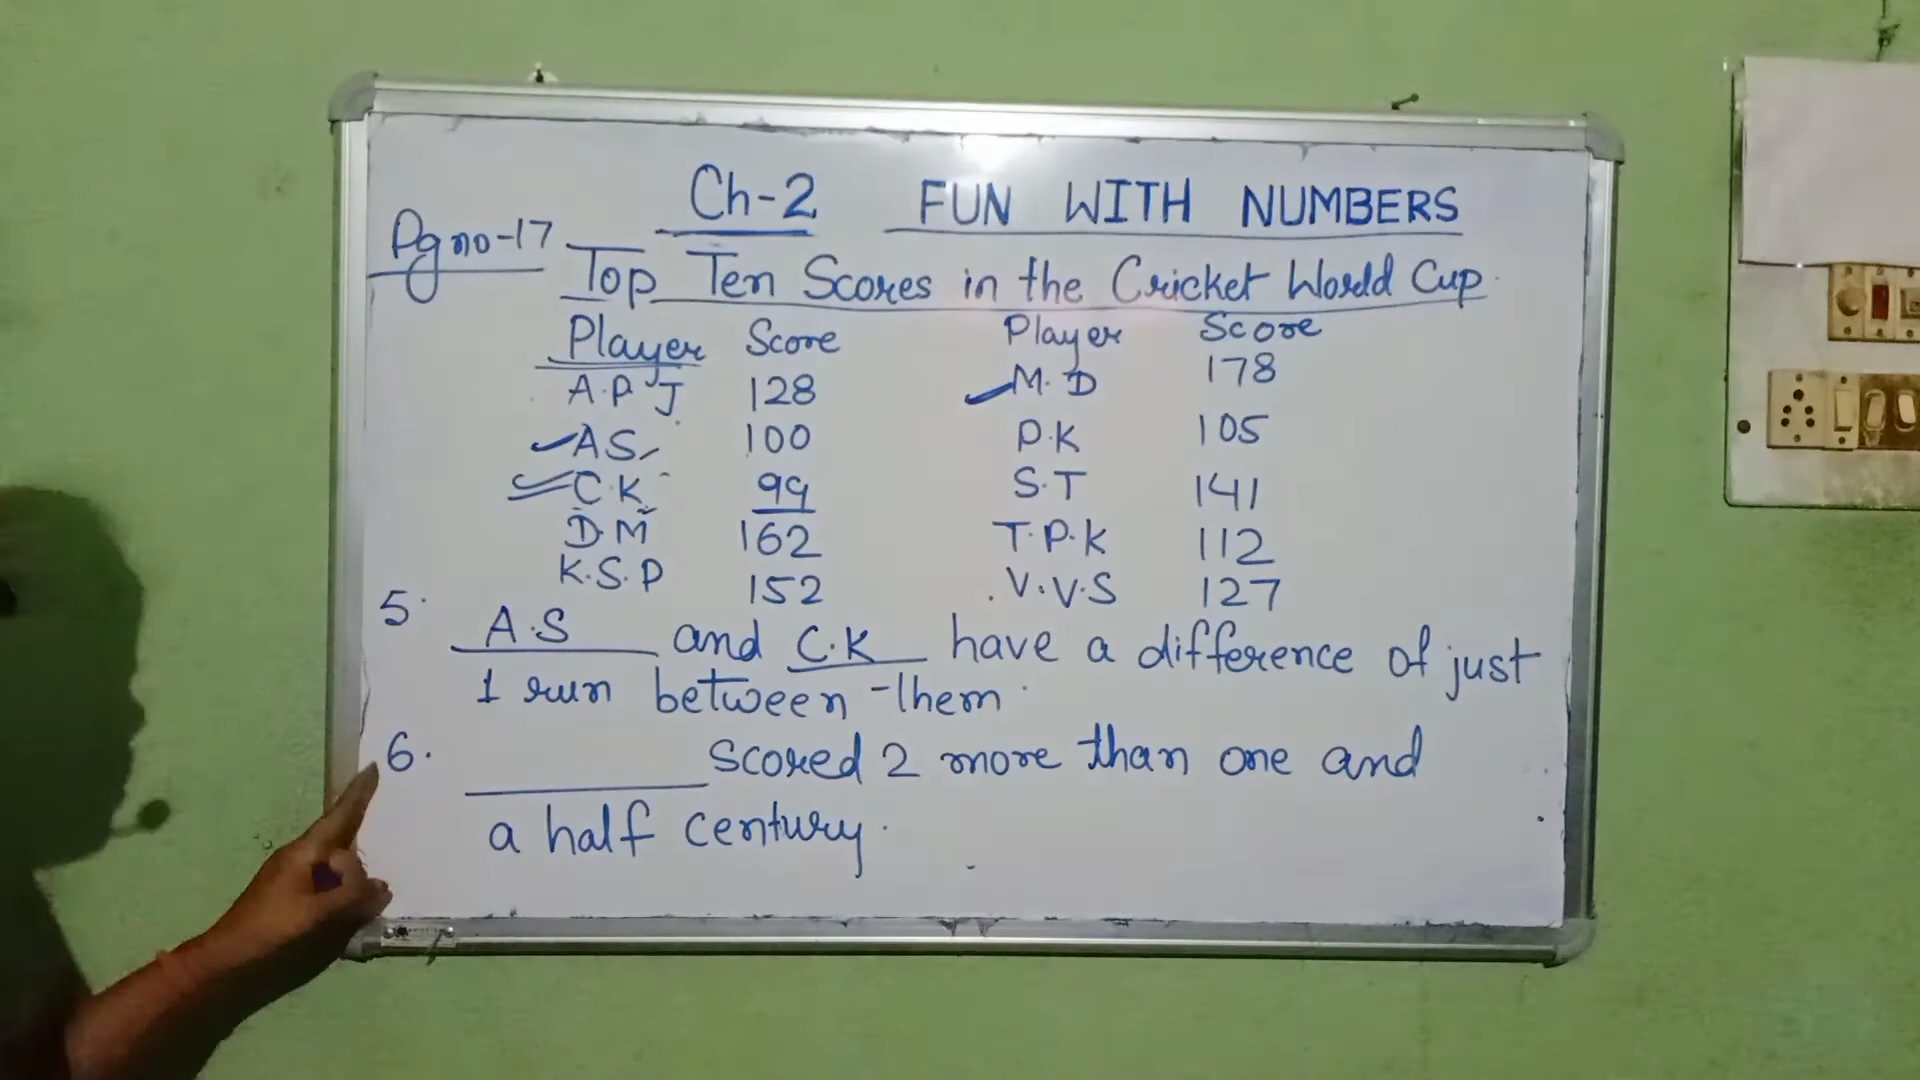 Ch-2 FUN WITH NUMBERS
Pg no-17
Top Ten Scores in the Cricket World Cup
Player Score Player Score
A.P.J 128 M.D 178
A S 100 P.K 105
C.K 99 S.T 141
D.M 162 T.P.K 112
K.S.P 152 V.V.S 127
5. A.S and C.K have a difference of just
1 run between them.
6. ______ Scored 2 more than one and
a half century.